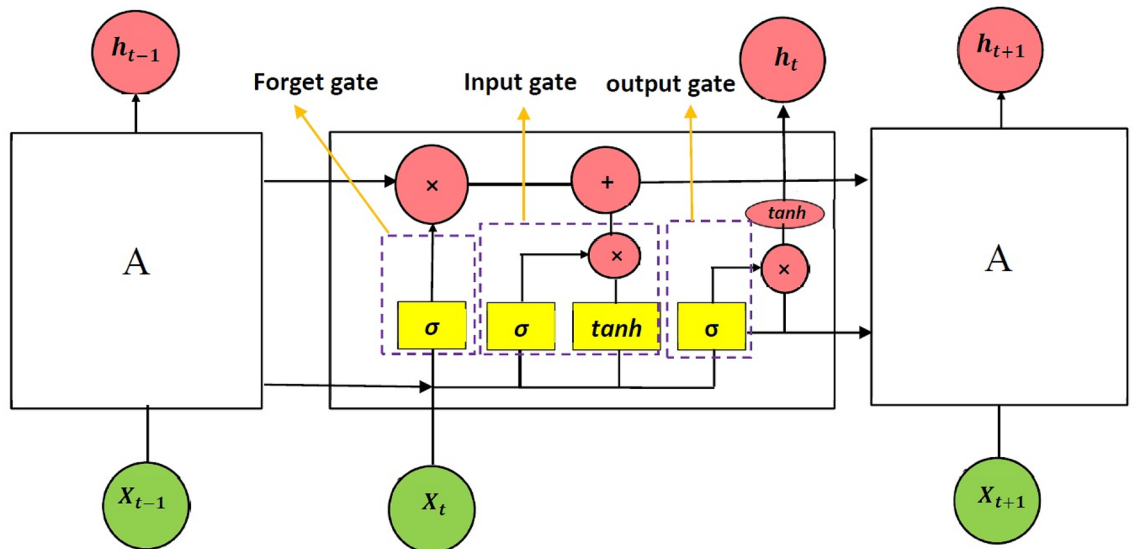 h_{t-1}
h_t
h_{t+1}
Forget gate
Input gate
output gate
×
+
tanh
×
×
A
A
σ
σ
tanh
σ
X_{t-1}
X_t
X_{t+1}